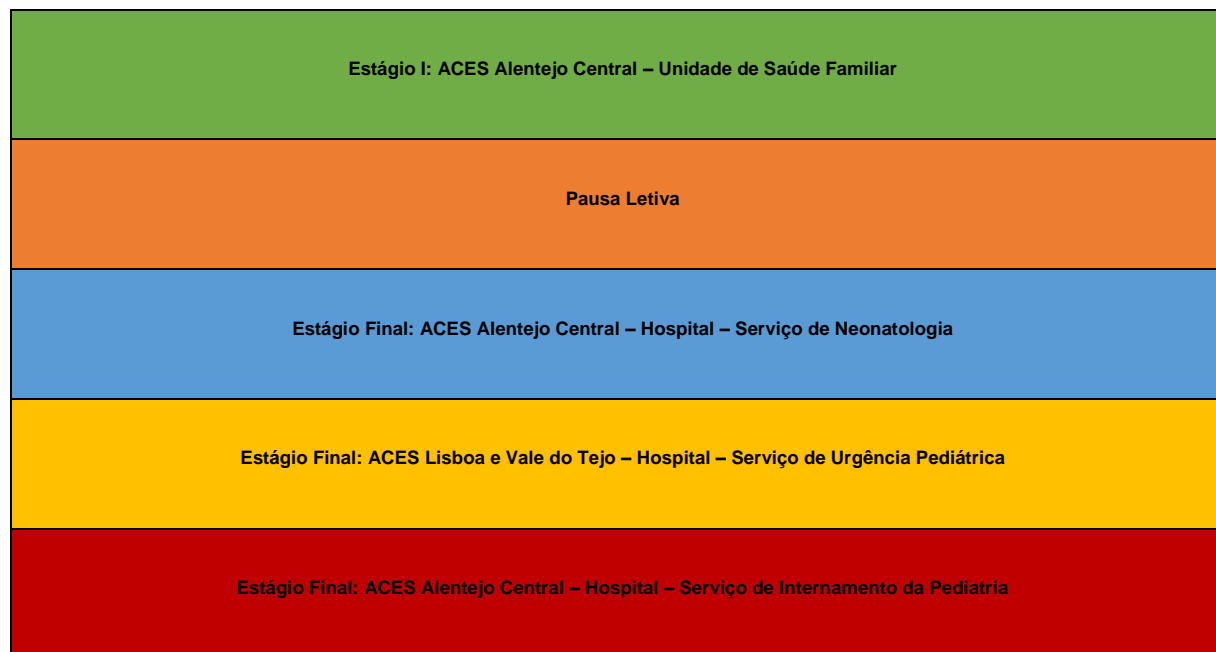 Estágio I: ACES Alentejo Central – Unidade de Saúde Familiar
Pausa Letiva
Estágio Final: ACES Alentejo Central – Hospital – Serviço de Neonatologia
Estágio Final: ACES Lisboa e Vale do Tejo – Hospital – Serviço de Urgência Pediátrica
Estágio Final: ACES Alentejo Central – Hospital – Serviço de Internamento da Pediatria